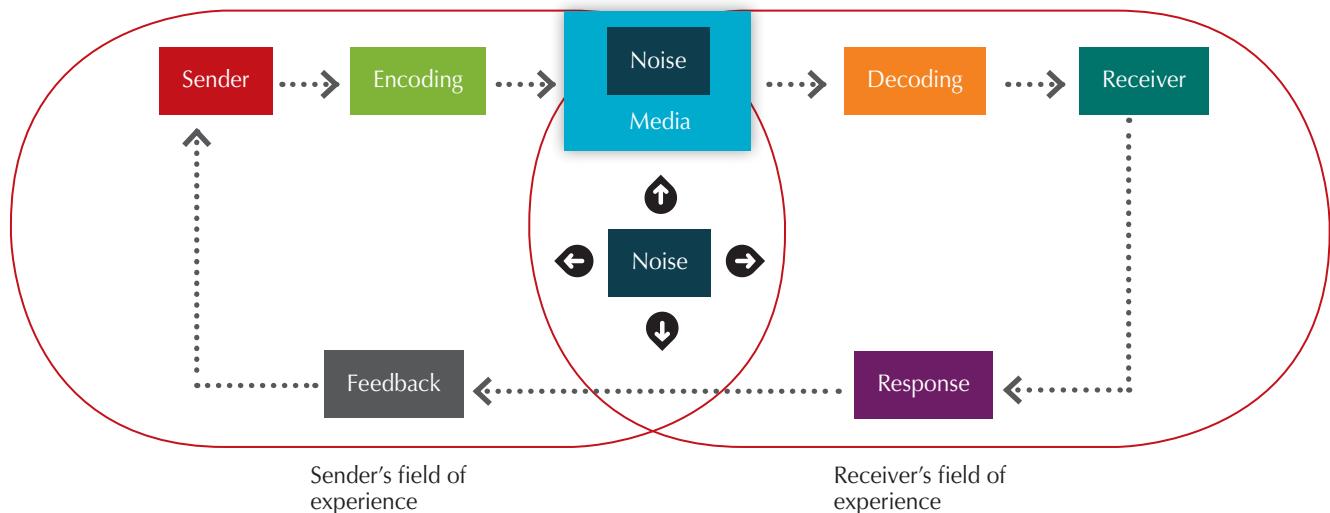 Sender
Encoding
Noise
Media
Decoding
Receiver
Noise
Feedback
Response
Sender’s field of
experience
Receiver’s field of
experience